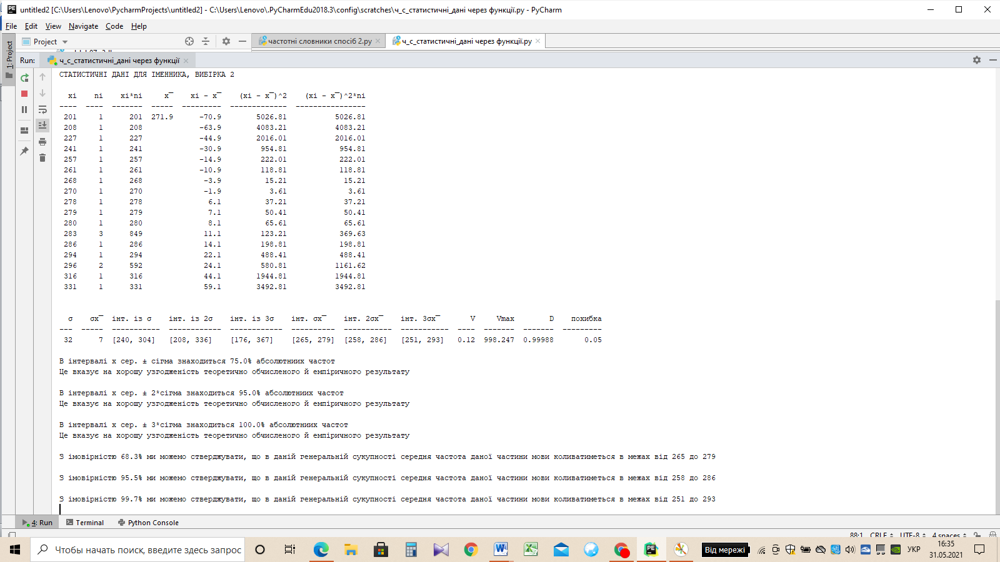 untitled2 [C:\Users\Lenovo\PycharmProjects\untitled2] - C:\Users\Lenovo\.PyCharmEdu2018.3\config\scratches\ч_с_статистичні_дані через функції.py - PyCharm
File Edit View Navigate Code Help
Project частотні словники спосіб 2.py ч_с_статистичні_дані через функції.py
1: Project
Run: ч_с_статистичні_дані через функції
СТАТИСТИЧНІ ДАНІ ДЛЯ ІМЕННИКА, ВИБІРКА 2
xi ni xi*ni x¯ xi - x¯ (xi - x¯)^2 (xi - x¯)^2*ni
---- ---- ------- ----- --------- ------------- ----------------
201 1 201 271.9 -70.9 5026.81 5026.81
208 1 208 -63.9 4083.21 4083.21
227 1 227 -44.9 2016.01 2016.01
241 1 241 -30.9 954.81 954.81
257 1 257 -14.9 222.01 222.01
261 1 261 -10.9 118.81 118.81
268 1 268 -3.9 15.21 15.21
270 1 270 -1.9 3.61 3.61
278 1 278 6.1 37.21 37.21
279 1 279 7.1 50.41 50.41
280 1 280 8.1 65.61 65.61
283 3 849 11.1 123.21 369.63
286 1 286 14.1 198.81 198.81
294 1 294 22.1 488.41 488.41
296 2 592 24.1 580.81 1161.62
316 1 316 44.1 1944.81 1944.81
331 1 331 59.1 3492.81 3492.81
σ σx¯ інт. із σ інт. із 2σ інт. із 3σ інт. σx¯ інт. 2σx¯ інт. 3σx¯ V Vmax D похибка
--- ----- ----------- ------------ ------------ ---------- ----------- ----------- ---- ------- ------- ---------
32 7 [240, 304] [208, 336] [176, 367] [265, 279] [258, 286] [251, 293] 0.12 998.247 0.99988 0.05
В інтервалі х сер. ± сігма знаходиться 75.0% абсолютниих частот
Це вказує на хорошу узгодженість теоретично обчисленого й емпіричного результату
В інтервалі х сер. ± 2*сігма знаходиться 95.0% абсолютниих частот
Це вказує на хорошу узгодженість теоретично обчисленого й емпіричного результату
В інтервалі х сер. ± 3*сігма знаходиться 100.0% абсолютниих частот
Це вказує на хорошу узгодженість теоретично обчисленого й емпіричного результату
З імовірністю 68.3% ми можемо стверджувати, що в даній генеральній сукупності середня частота даної частини мови коливатиметься в межах від 265 до 279
З імовірністю 95.5% ми можемо стверджувати, що в даній генеральній сукупності середня частота даної частини мови коливатиметься в межах від 258 до 286
З імовірністю 99.7% ми можемо стверджувати, що в даній генеральній сукупності середня частота даної частини мови коливатиметься в межах від 251 до 293
4: Run Terminal Python Console
88:1 CRLF UTF-8 4 spaces
Чтобы начать поиск, введите здесь запрос Від мережі УКР 16:35
31.05.2021